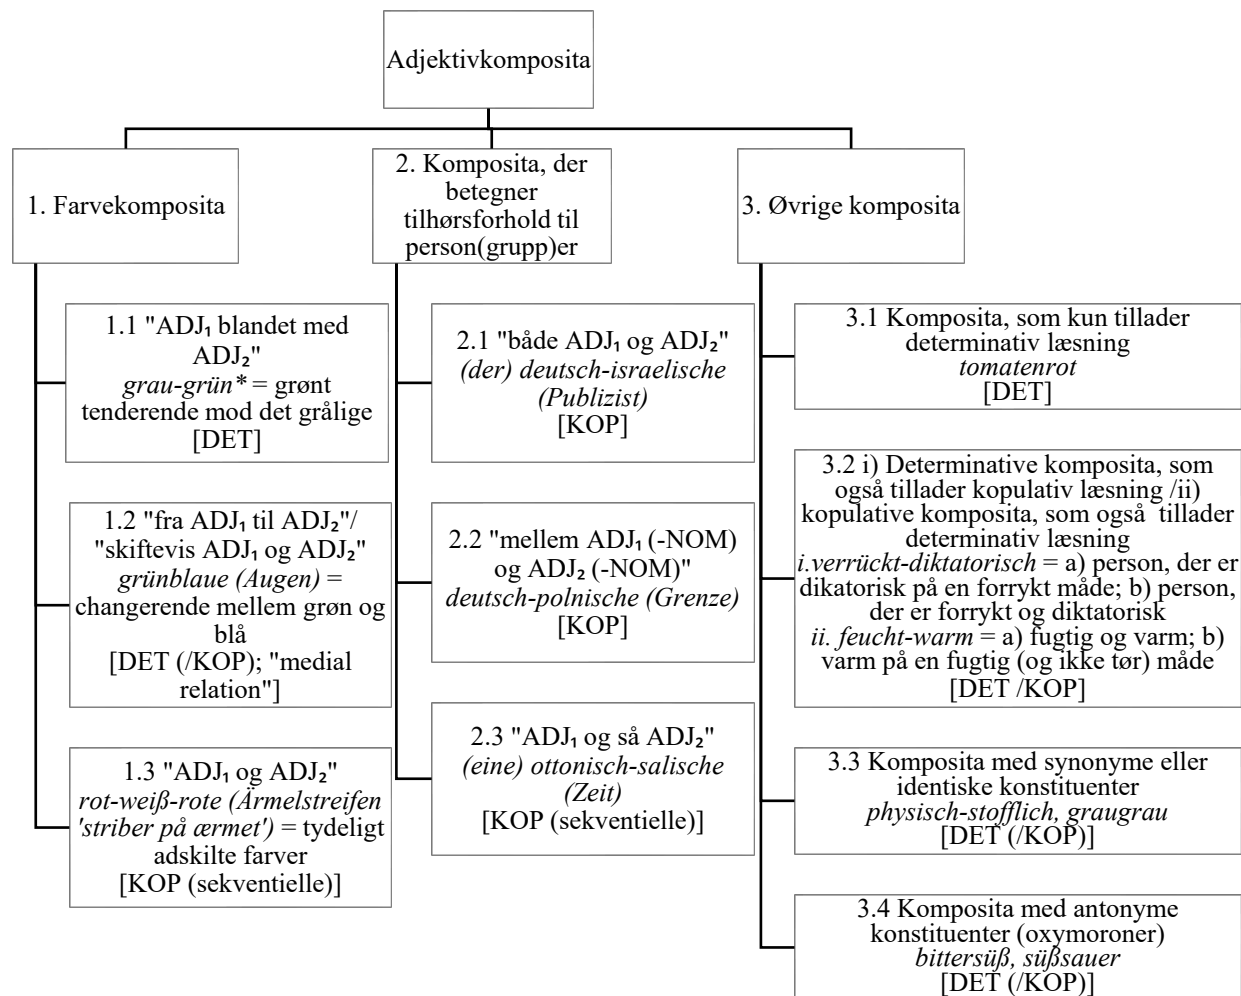 Adjektivkomposita
1. Farvekomposita
2. Komposita, der
betegner
tilhørsforhold til
person(grupp)er
3. Øvrige komposita
1.1 "ADJ₁ blandet med
ADJ₂"
grau-grün* = grønt
tenderende mod det grålige
[DET]
1.2 "fra ADJ₁ til ADJ₂"/
"skiftevis ADJ₁ og ADJ₂"
grünblaue (Augen) =
changerende mellem grøn og
blå
[DET (/KOP); "medial
relation"]
1.3 "ADJ₁ og ADJ₂"
rot-weiß-rote (Ärmelstreifen
'striber på ærmet') = tydeligt
adskilte farver
[KOP (sekventielle)]
2.1 "både ADJ₁ og ADJ₂"
(der) deutsch-israelische
(Publizist)
[KOP]
2.2 "mellem ADJ₁ (-NOM)
og ADJ₂ (-NOM)"
deutsch-polnische (Grenze)
[KOP]
2.3 "ADJ₁ og så ADJ₂"
(eine) ottonisch-salische
(Zeit)
[KOP (sekventielle)]
3.1 Komposita, som kun tillader
determinativ læsning
tomatenrot
[DET]
3.2 i) Determinative komposita, som
også tillader kopulativ læsning /ii)
kopulative komposita, som også tillader
determinativ læsning
i.verrückt-diktatorisch = a) person, der er
dikatorisk på en forrykt måde; b) person,
der er forrykt og diktatorisk
ii. feucht-warm = a) fugtig og varm; b)
varm på en fugtig (og ikke tør) måde
[DET /KOP]
3.3 Komposita med synonyme eller
identiske konstituenter
physisch-stofflich, graugrau
[DET (/KOP)]
3.4 Komposita med antonyme
konstituenter (oxymoroner)
bittersüß, süßsauer
[DET (/KOP)]